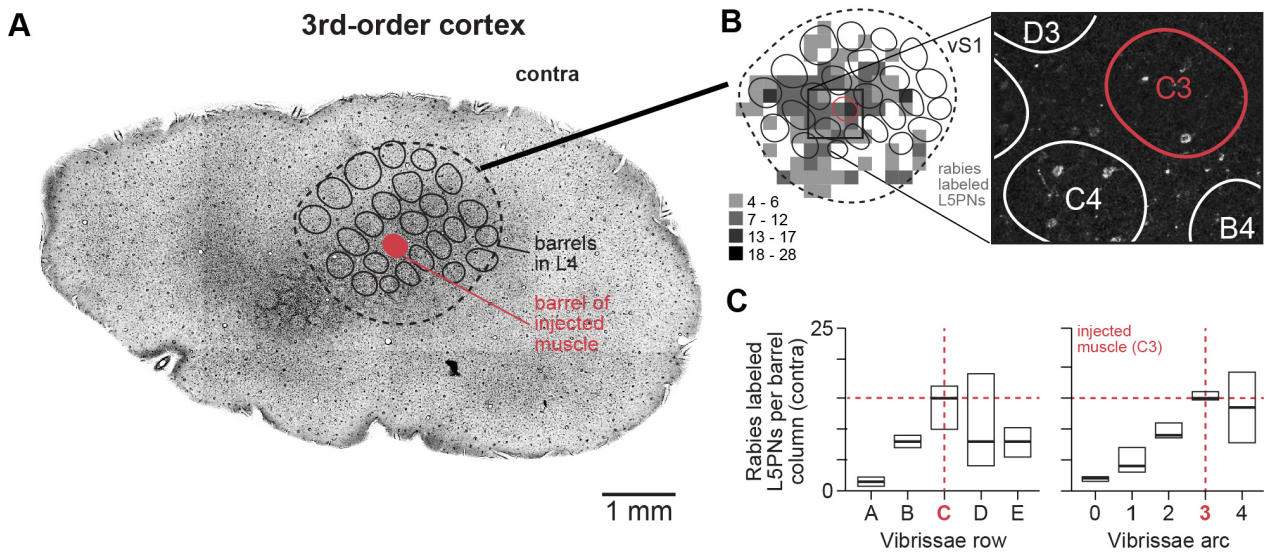 A
3rd-order cortex
contra
barrels
in L4
barrel of
injected
muscle
1 mm
B
vS1
rabies
labeled
L5PNs
4 - 6
7 - 12
13 - 17
18 - 28
D3
C3
C4
B4
C
Rabies labeled
L5PNs per barrel
column (contra)
25
0
A B C D E
Vibrissae row
injected
muscle (C3)
0 1 2 3 4
Vibrissae arc